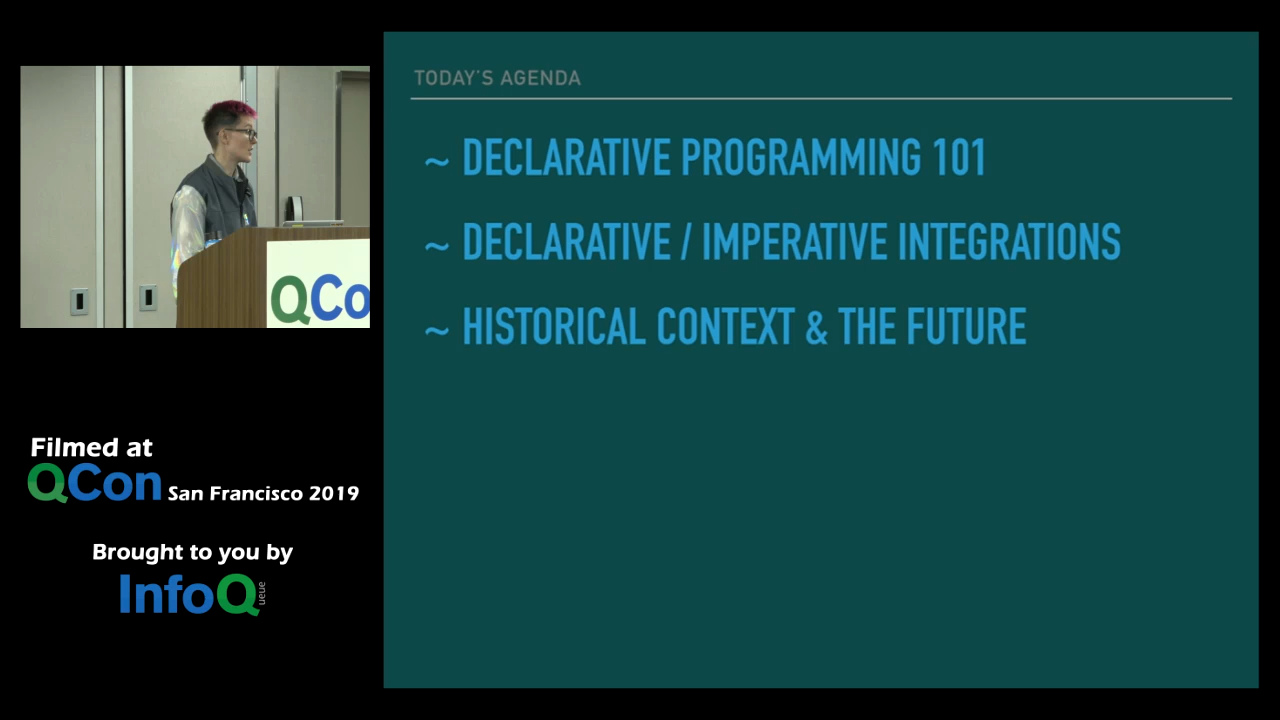 TODAY'S AGENDA
~ DECLARATIVE PROGRAMMING 101
~ DECLARATIVE / IMPERATIVE INTEGRATIONS
~ HISTORICAL CONTEXT & THE FUTURE
QCo
Filmed at
QCon San Francisco 2019
Brought to you by
InfoQ
ueue